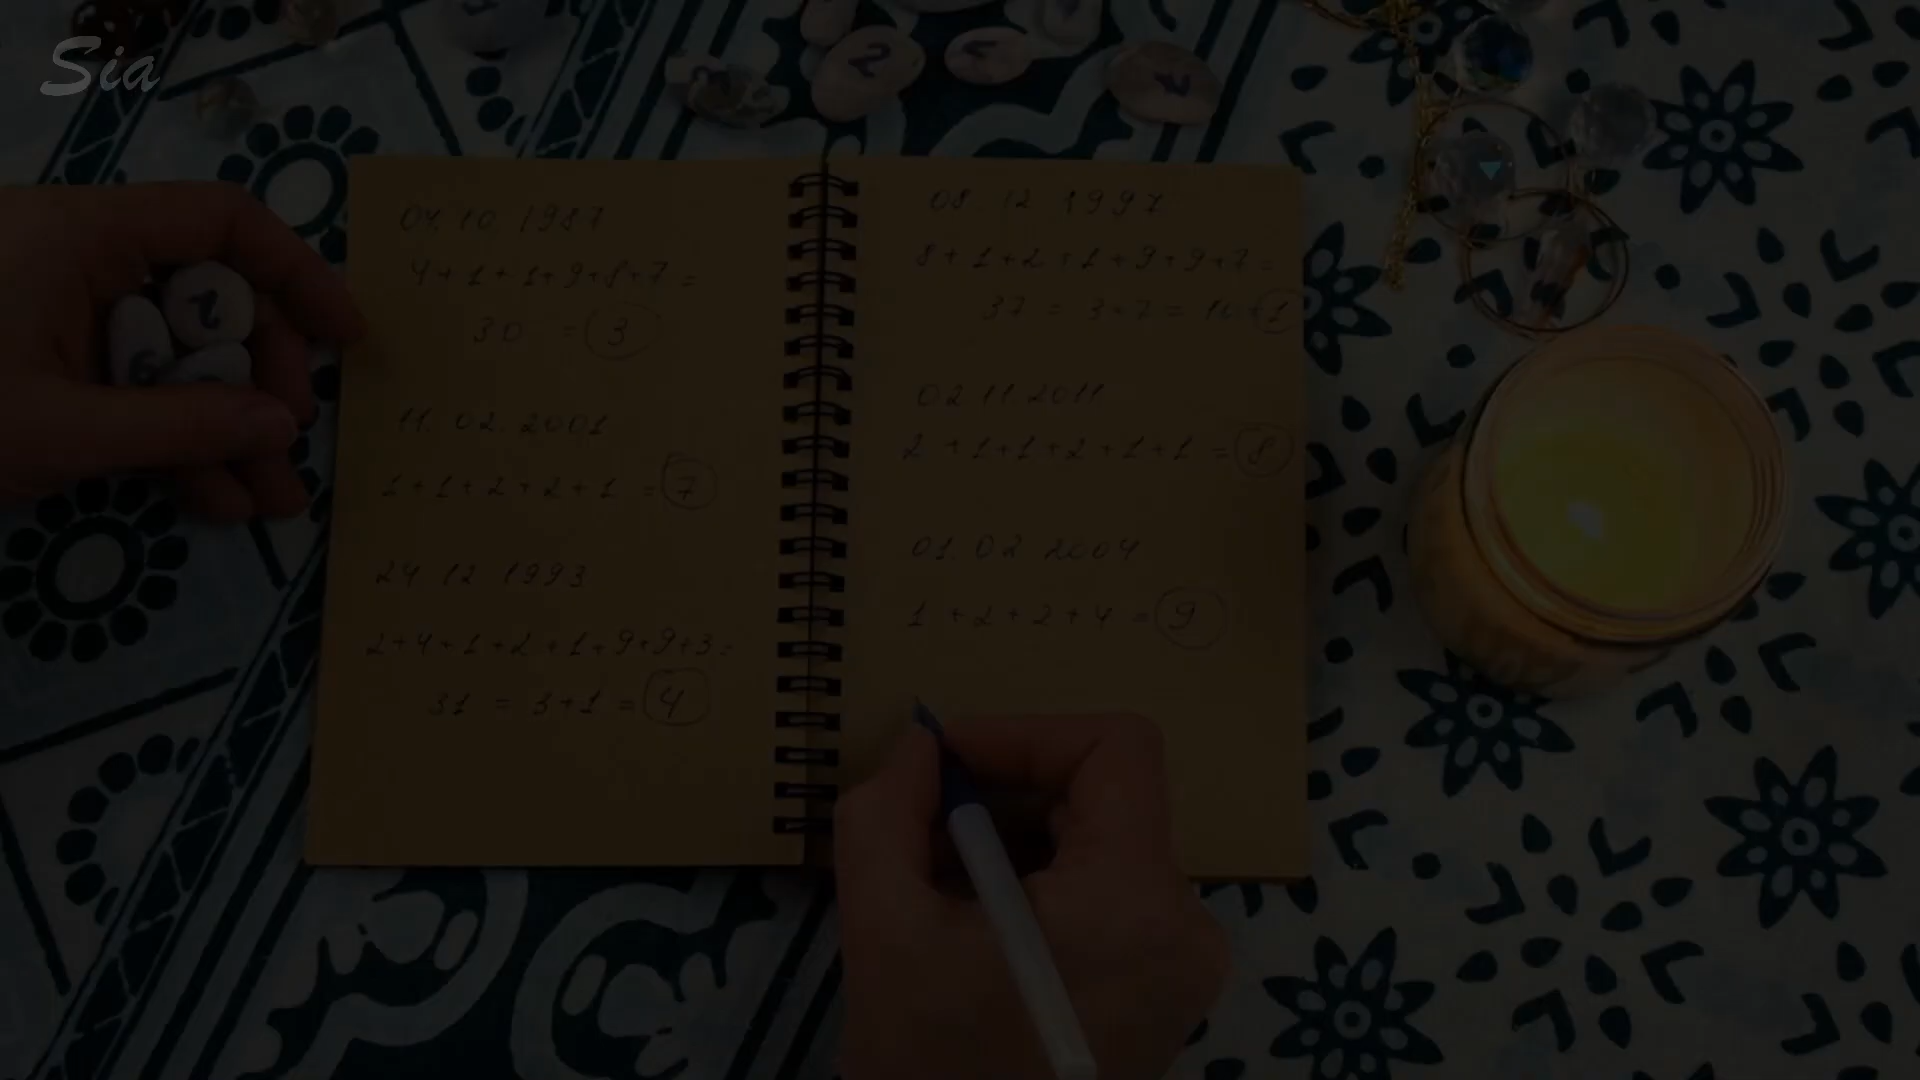 Sia
04.10.1987
4+1+1+9+8+7=
30 = 3
11.02.2001
1+1+2+2+1 = 7
24 12 1993
2+4+1+2+1+9+9+3=
31 = 3+1 = 4
08.12 1997
8+1+2+1+9+9+7=
37 = 3+7 = 10 = 1
02 11 2011
2+1+1+2+1+1 = 8
01.02 2004
1+2+2+4 = 9
2